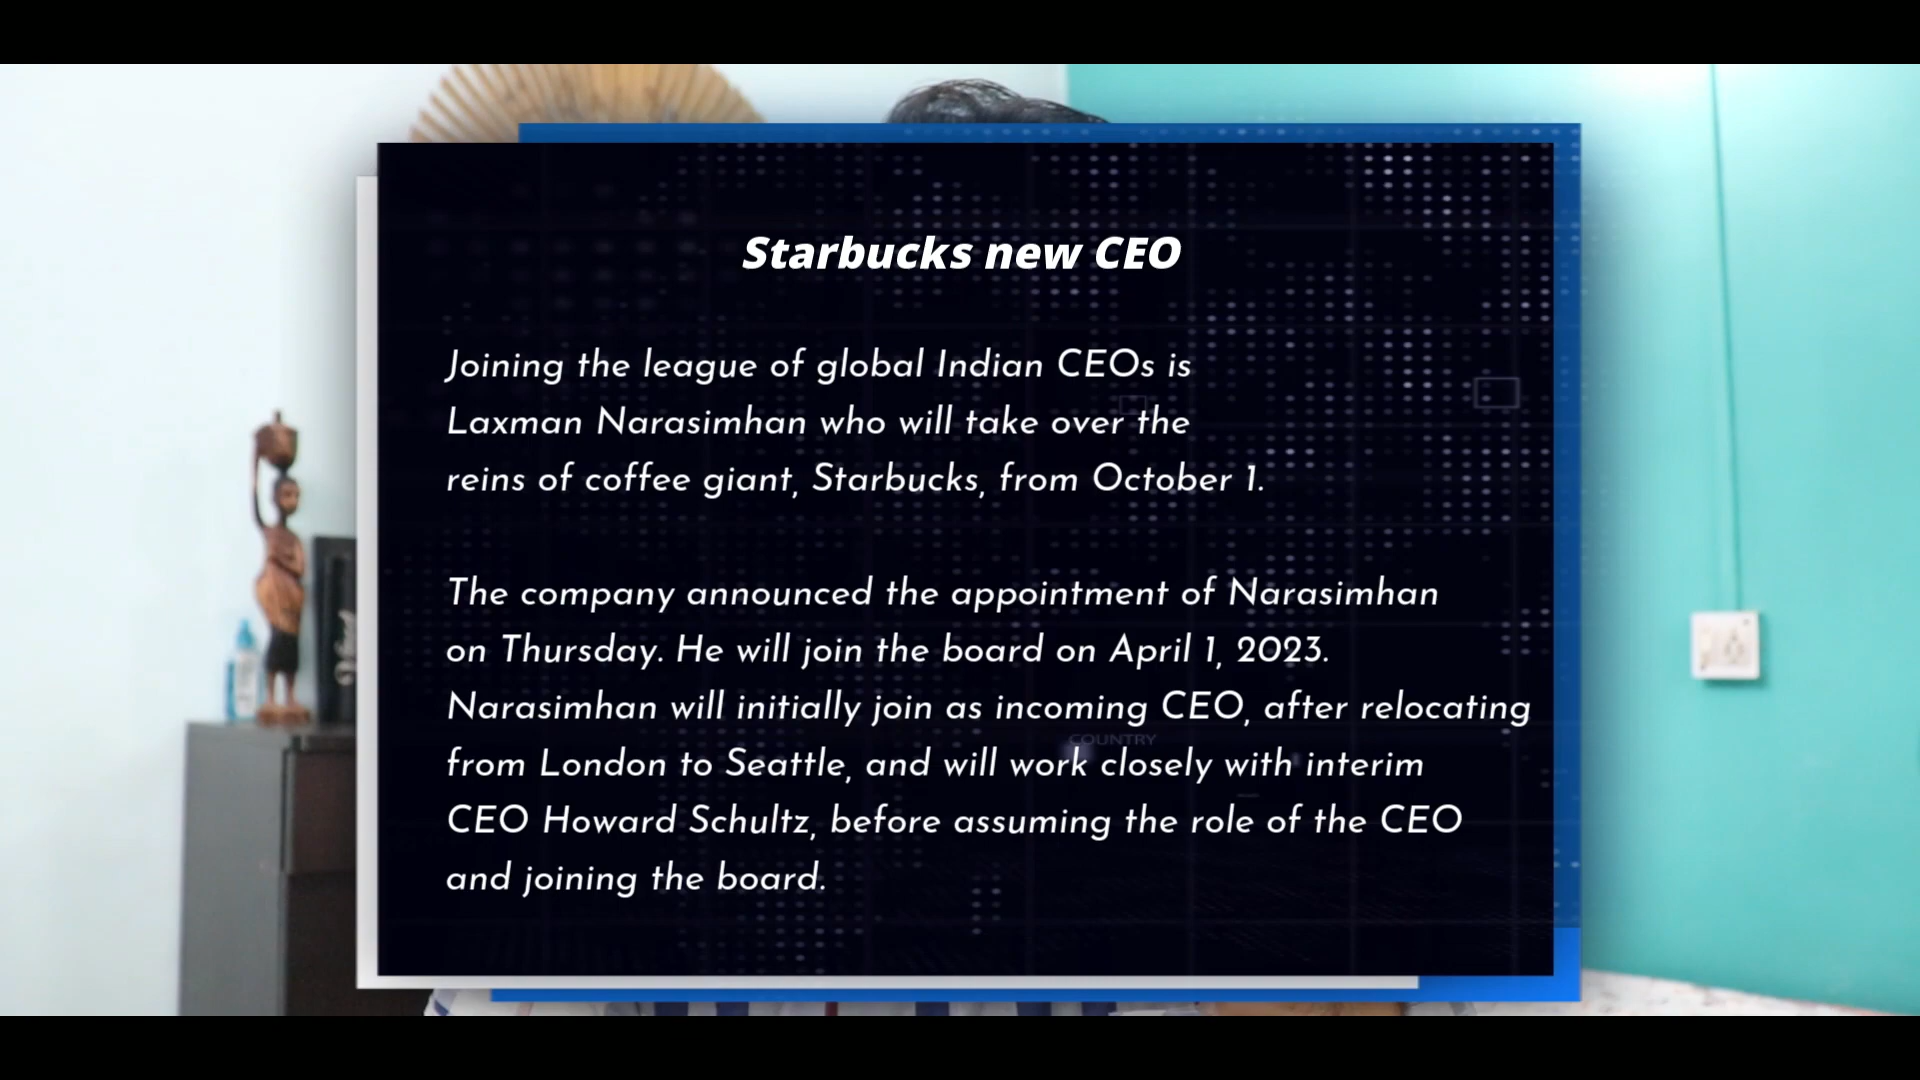 Starbucks new CEO
Joining the league of global Indian CEOs is
Laxman Narasimhan who will take over the
reins of coffee giant, Starbucks, from October 1.
The company announced the appointment of Narasimhan
on Thursday. He will join the board on April 1, 2023.
Narasimhan will initially join as incoming CEO, after relocating
COUNTRY
from London to Seattle, and will work closely with interim
CEO Howard Schultz, before assuming the role of the CEO
and joining the board.